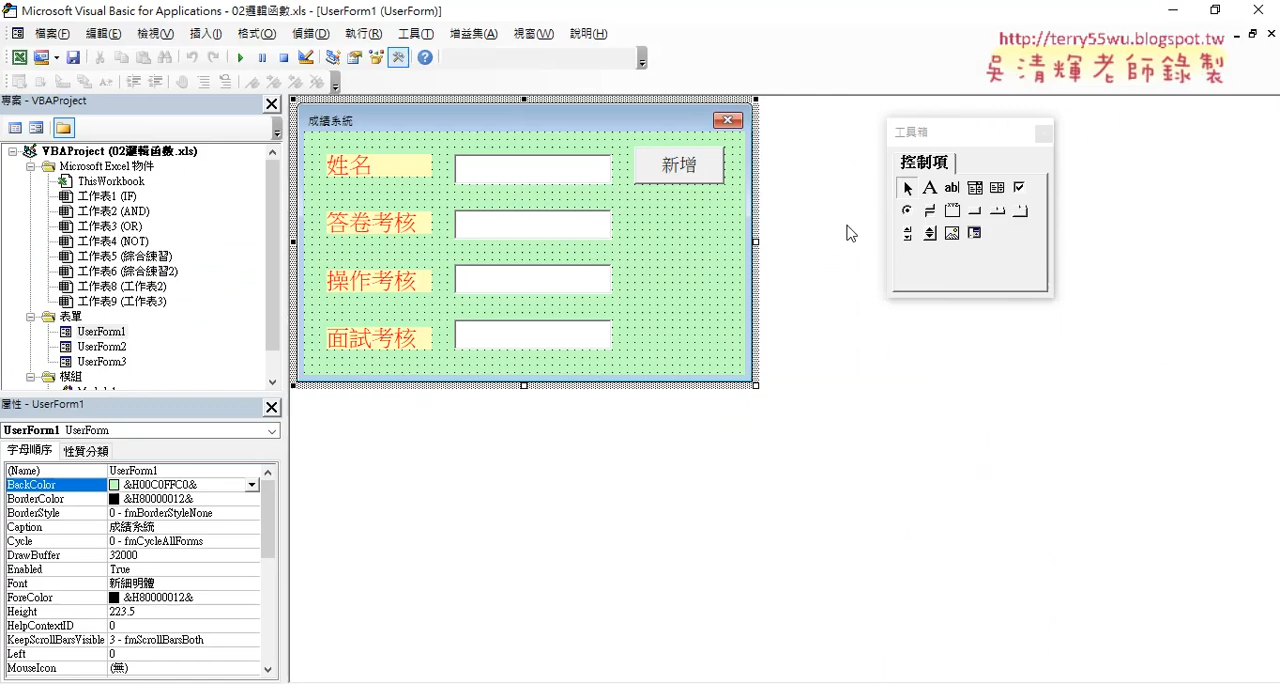 Microsoft Visual Basic for Applications - 02邏輯函數.xls - [UserForm1 (UserForm)]
檔案(F) 編輯(E) 檢視(V) 插入(I) 格式(O) 偵錯(D) 執行(R) 工具(T) 增益集(A) 視窗(W) 說明(H)
http://terry55wu.blogspot.tw
吳清輝老師錄製
專案 - VBAProject
VBAProject (02邏輯函數.xls)
Microsoft Excel 物件
ThisWorkbook
工作表1 (IF)
工作表2 (AND)
工作表3 (OR)
工作表4 (NOT)
工作表5 (綜合練習)
工作表6 (綜合練習2)
工作表8 (工作表2)
工作表9 (工作表3)
表單
UserForm1
UserForm2
UserForm3
模組
屬性 - UserForm1
UserForm1 UserForm
字母順序 性質分類
(Name) UserForm1
BackColor &H00C0FFC0&
BorderColor &H80000012&
BorderStyle 0 - fmBorderStyleNone
Caption 成績系統
Cycle 0 - fmCycleAllForms
DrawBuffer 32000
Enabled True
Font 新細明體
ForeColor &H80000012&
Height 223.5
HelpContextID 0
KeepScrollBarsVisible 3 - fmScrollBarsBoth
Left 0
MouseIcon (無)
成績系統
姓名
新增
答卷考核
操作考核
面試考核
工具箱
控制項
A ab|